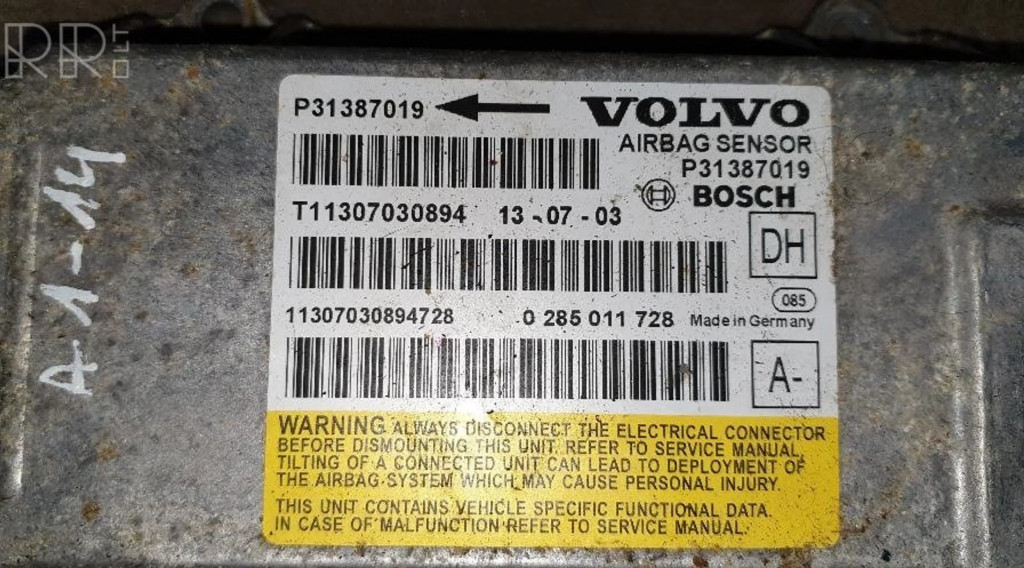 RR.LT
P31387019
VOLVO
AIRBAG SENSOR
P31387019
BOSCH
T11307030894 13-07-03
DH
085
11307030894728 0 285 011 728 Made in Germany
A-
WARNING ALWAYS DISCONNECT THE ELECTRICAL CONNECTOR
BEFORE DISMOUNTING THIS UNIT. REFER TO SERVICE MANUAL,
TILTING OF A CONNECTED UNIT CAN LEAD TO DEPLOYMENT OF
THE AIRBAG-SYSTEM WHICH MAY CAUSE PERSONAL INJURY.
THIS UNIT CONTAINS VEHICLE SPECIFIC FUNCTIONAL DATA.
IN CASE OF MALFUNCTION REFER TO SERVICE MANUAL.
A-1-14